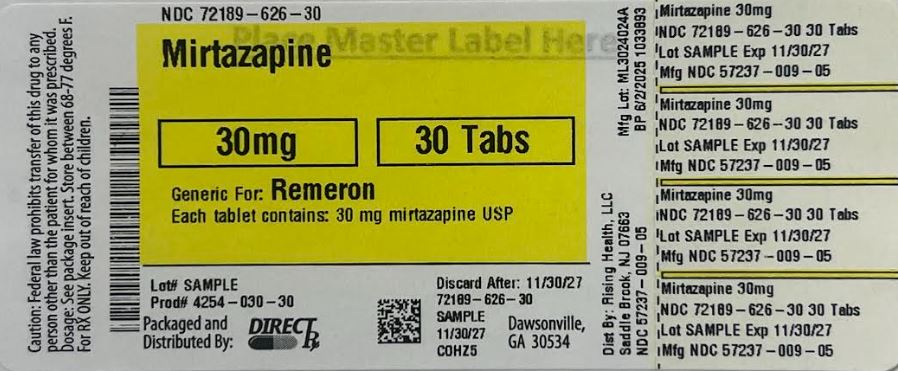 Caution: Federal law prohibits transfer of this drug to any
person other than the patient for whom it was prescribed.
Dosage: See package insert. Store between 68-77 degrees F.
For RX ONLY. Keep out of reach of children.
NDC 72189-626-30
Place Master Label Here
Mirtazapine
30mg
30 Tabs
Generic For: Remeron
Each tablet contains: 30 mg mirtazapine USP
Lot# SAMPLE
Prod# 4254-030-30
Packaged and
Distributed By:
DIRECT Rx
Discard After: 11/30/27
72189-626-30
SAMPLE
11/30/27
COHZ5
Dawsonville,
GA 30534
Mfg Lot: ML3024024A
BP 6/2/2025 1033893
Dist By: Rising Health, LLC
Saddle Brook, NJ 07663
NDC 57237-009-05
Mirtazapine 30mg
NDC 72189-626-30 30 Tabs
Lot SAMPLE Exp 11/30/27
Mfg NDC 57237-009-05
Mirtazapine 30mg
NDC 72189-626-30 30 Tabs
Lot SAMPLE Exp 11/30/27
Mfg NDC 57237-009-05
Mirtazapine 30mg
NDC 72189-626-30 30 Tabs
Lot SAMPLE Exp 11/30/27
Mfg NDC 57237-009-05
Mirtazapine 30mg
NDC 72189-626-30 30 Tabs
Lot SAMPLE Exp 11/30/27
Mfg NDC 57237-009-05